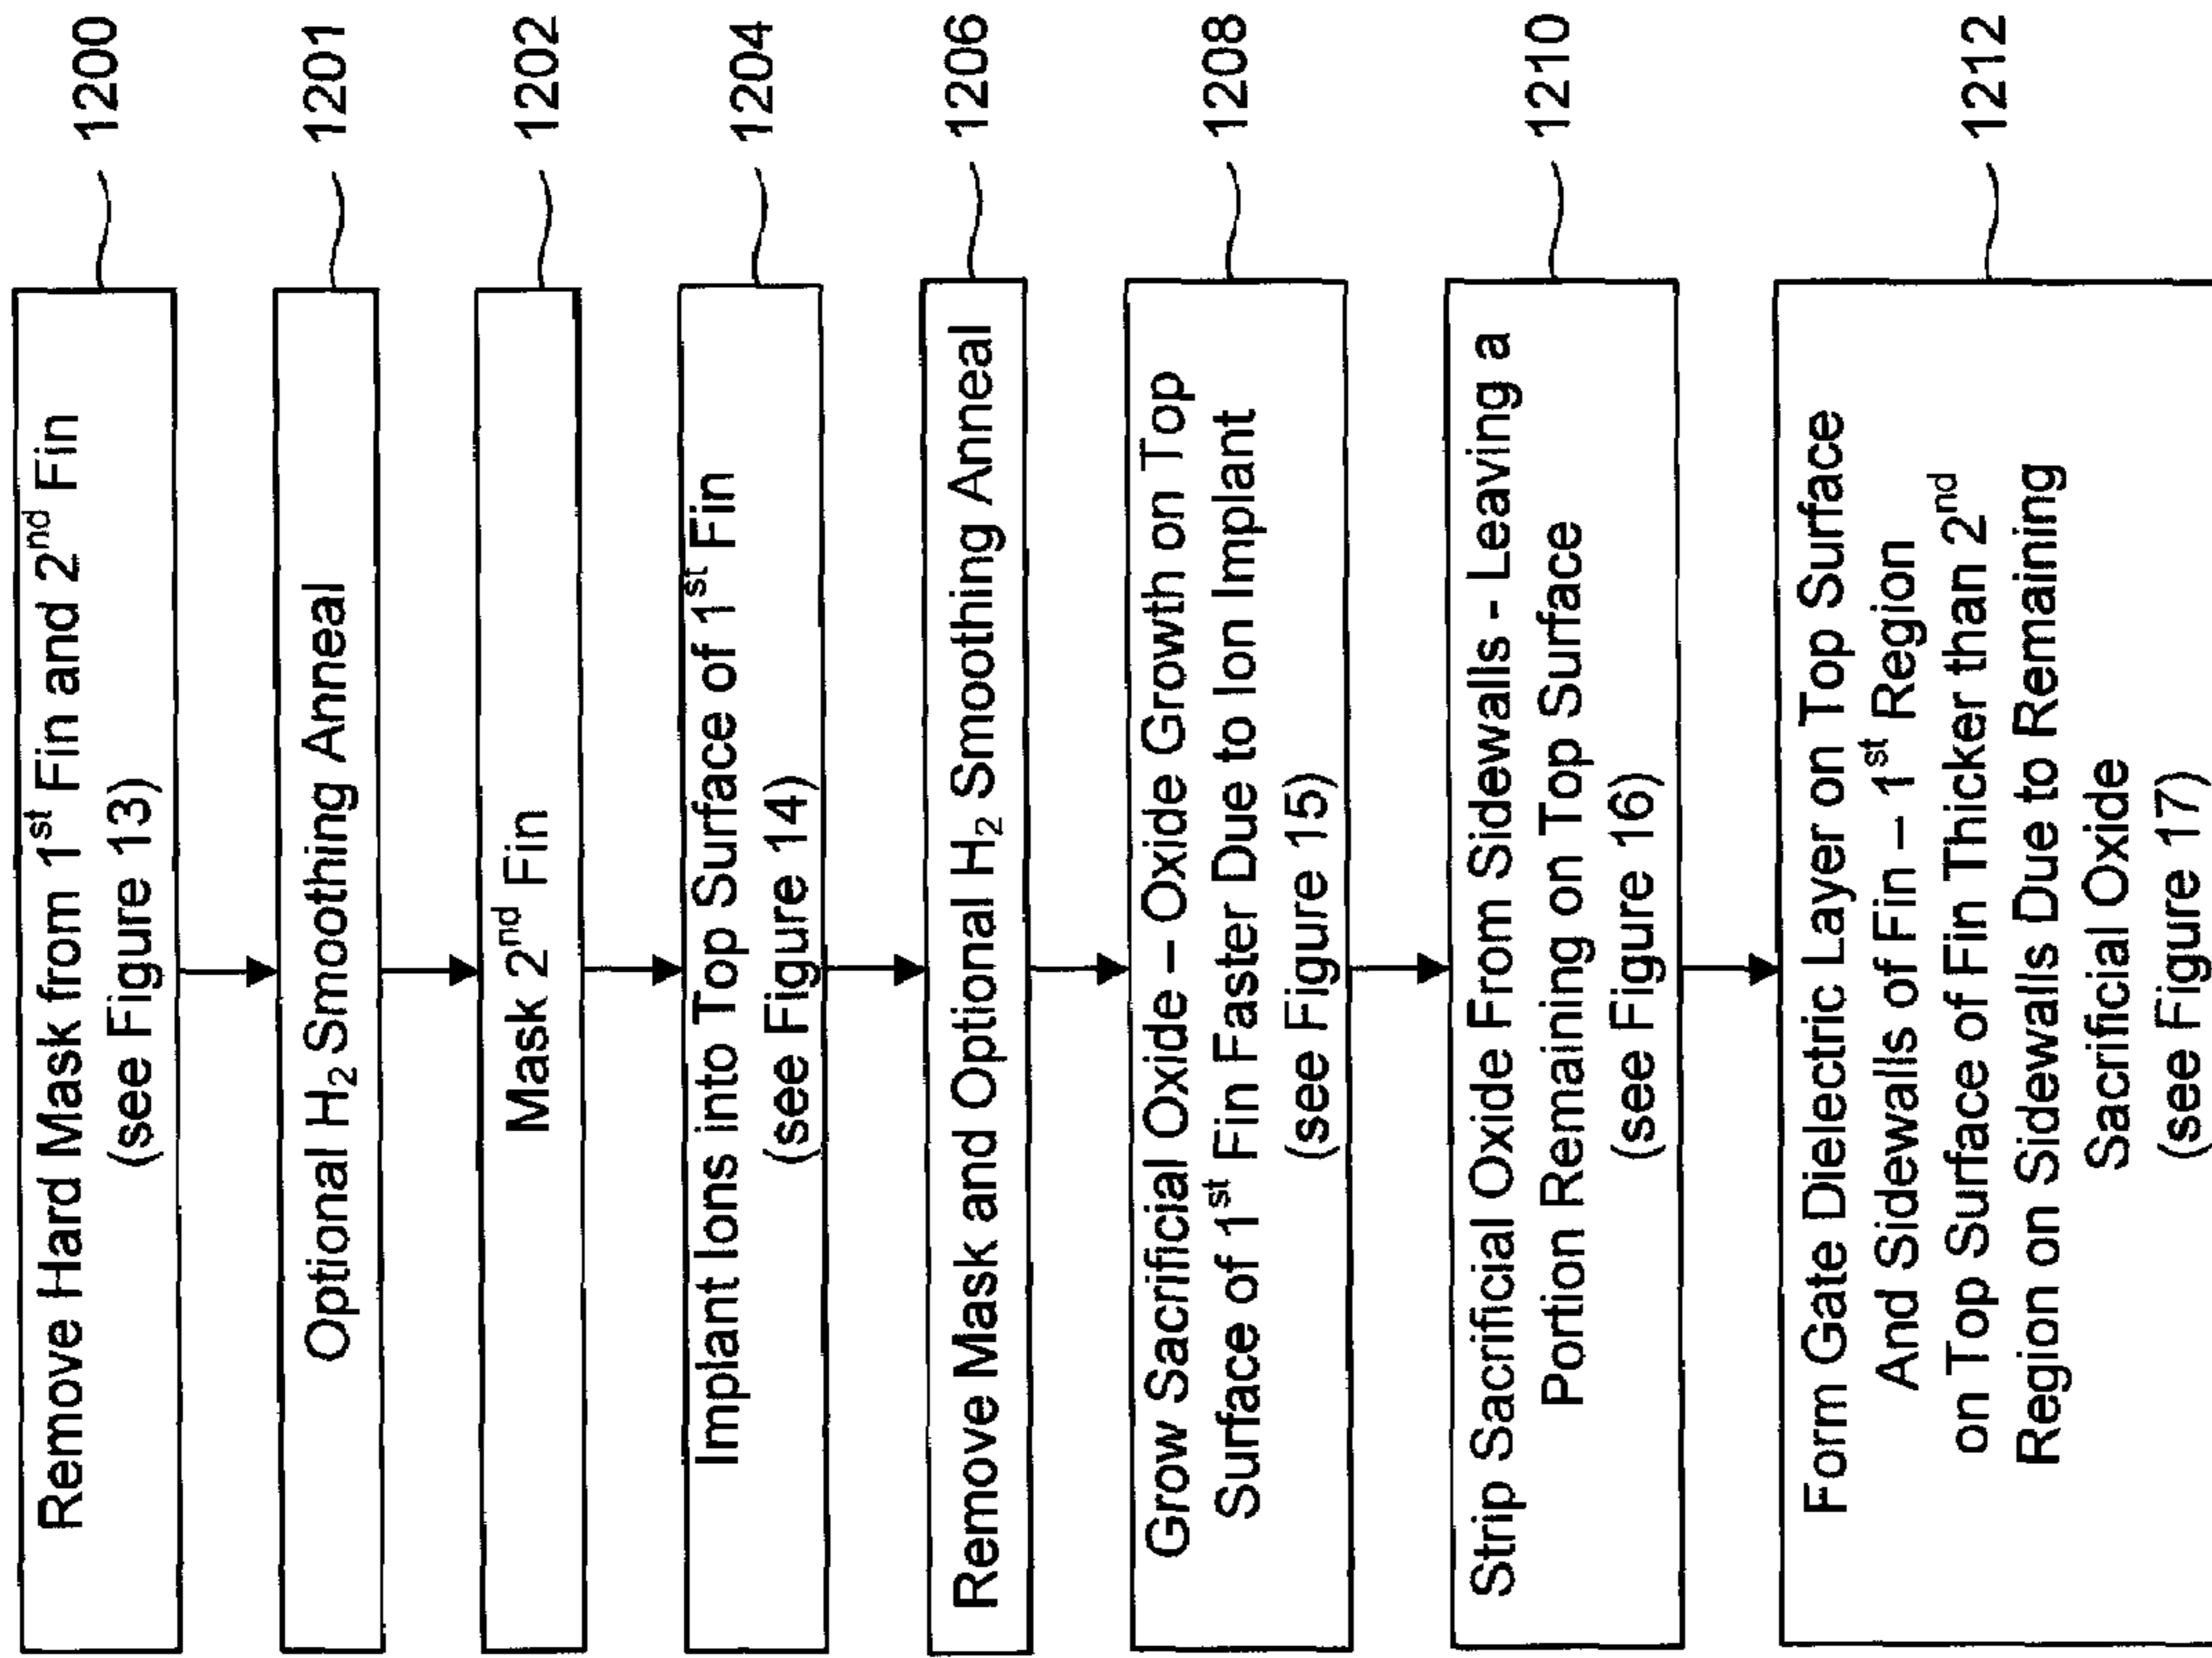 Remove Hard Mask from 1st Fin and 2nd Fin
(see Figure 13)
1200
Optional H2 Smoothing Anneal
1201
Mask 2nd Fin
1202
Implant Ions into Top Surface of 1st Fin
(see Figure 14)
1204
Remove Mask and Optional H2 Smoothing Anneal
1206
Grow Sacrificial Oxide – Oxide Growth on Top
Surface of 1st Fin Faster Due to Ion Implant
(see Figure 15)
1208
Strip Sacrificial Oxide From Sidewalls - Leaving a
Portion Remaining on Top Surface
(see Figure 16)
1210
Form Gate Dielectric Layer on Top Surface
And Sidewalls of Fin – 1st Region
on Top Surface of Fin Thicker than 2nd
Region on Sidewalls Due to Remaining
Sacrificial Oxide
(see Figure 17)
1212